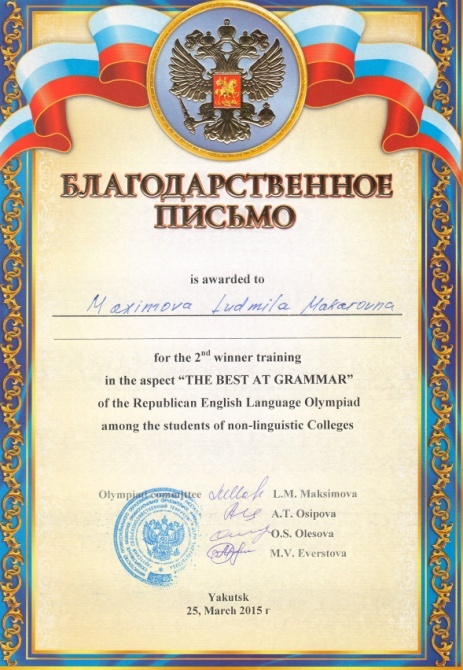 БЛАГОДАРСТВЕННОЕ
ПИСЬМО
is awarded to
Maximova Ludmila Makarovna
for the 2nd winner training
in the aspect “THE BEST AT GRAMMAR”
of the Republican English Language Olympiad
among the students of non-linguistic Colleges
Olympiad committee L.M. Maksimova
A.T. Osipova
O.S. Olesova
M.V. Everstova
Yakutsk
25, March 2015 г